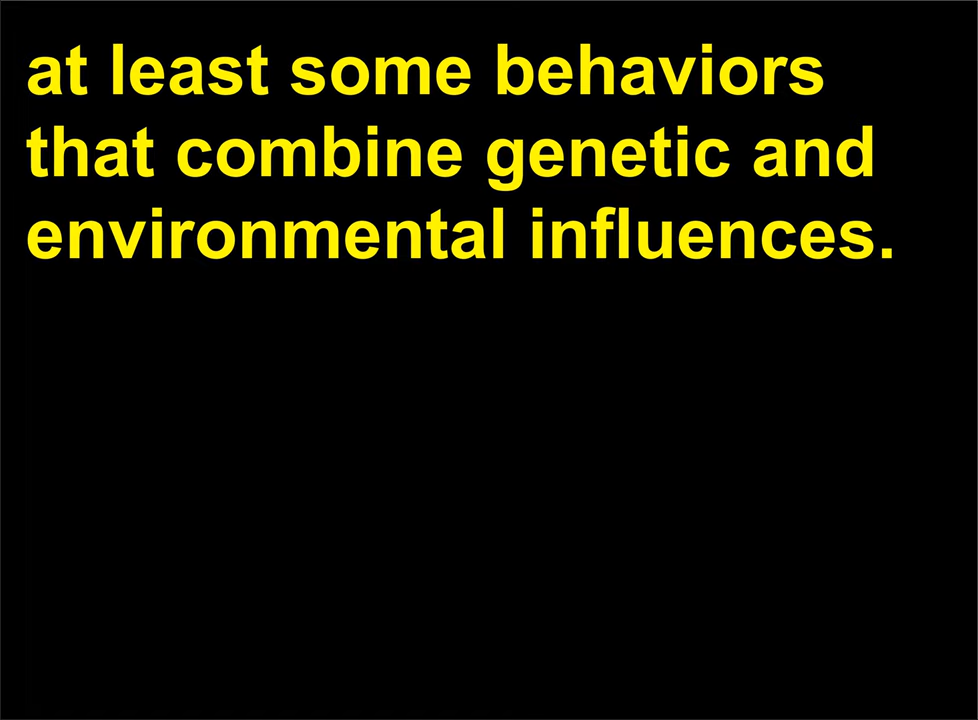 at least some behaviors
that combine genetic and
environmental influences.